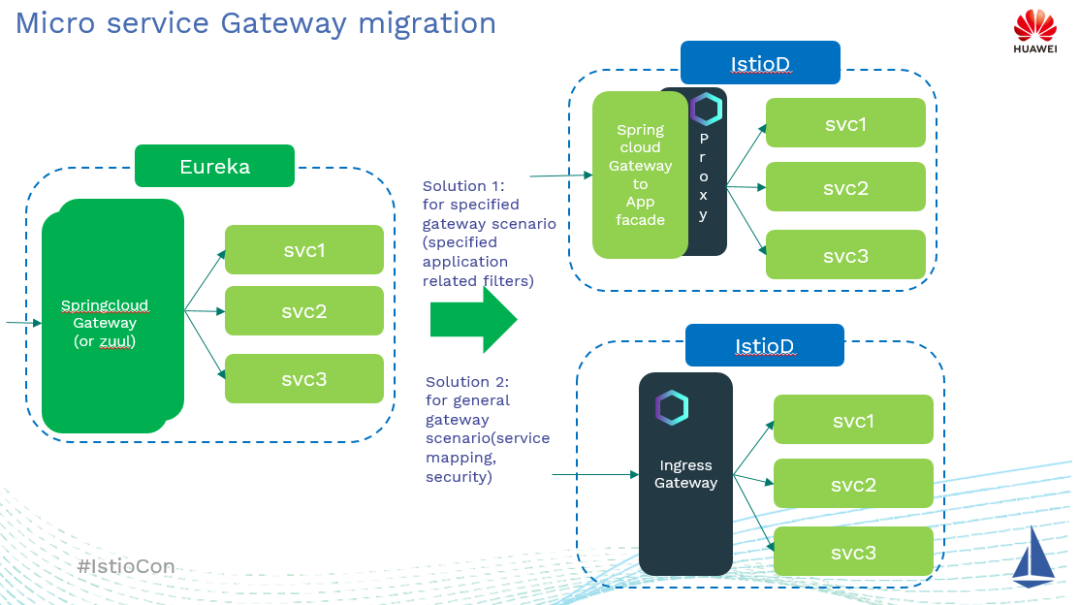 Micro service Gateway migration
HUAWEI
Eureka
Springcloud
Gateway
(or zuul)
svc1
svc2
svc3
Solution 1:
for specified
gateway scenario
(specified
application
related filters)
Solution 2:
for general
gateway
scenario(service
mapping,
security)
IstioD
Spring
cloud
Gateway
to
App
facade
P
r
o
x
y
svc1
svc2
svc3
IstioD
Ingress
Gateway
svc1
svc2
svc3
#IstioCon